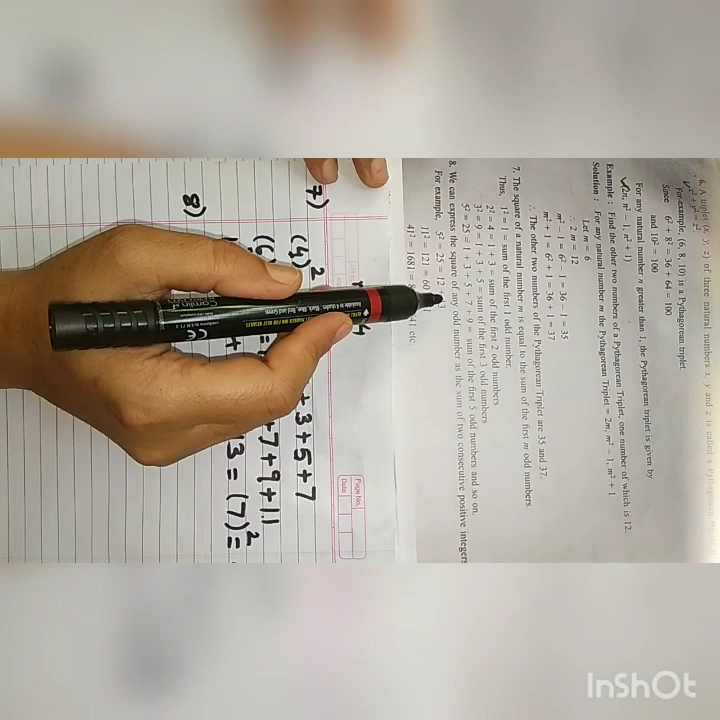 6. A triplet (x, y, z) of three natural numbers x, y and z is called a Pythagorean
x² + y² = z².
For example, (6, 8, 10) is a Pythagorean triplet.
Since 6² + 8² = 36 + 64 = 100
and 10² = 100
For any natural number n greater than 1, the Pythagorean triplet is given by
(2n, n² − 1, n² + 1)
Example : Find the other two numbers of a Pythagorean Triplet, one number of which is 12.
Solution : For any natural number m the Pythagorean Triplet = 2m, m² − 1, m² + 1
Let m = 6
∴ 2 m = 12
m² − 1 = 6² − 1 = 36 − 1 = 35
m² + 1 = 6² + 1 = 36 + 1 = 37
∴ The other two numbers of the Pythagorean Triplet are 35 and 37.
7. The square of a natural number m is equal to the sum of the first m odd numbers.
Thus, 1² = 1 = sum of the first 1 odd number.
2² = 4 = 1 + 3 = sum of the first 2 odd numbers
3² = 9 = 1 + 3 + 5 = sum of the first 3 odd numbers
5² = 25 = 1 + 3 + 5 + 7 + 9 = sum of the first 5 odd numbers and so on.
8. We can express the square of any odd number as the sum of two consecutive positive integers
For example, 5² = 25 = 12 + 13
11² = 121 = 60
41² = 1681 = 841 etc.
Page No.
Date
7) (4)² + 3 + 5 + 7
+ 7 + 9 + 11
8) 13 = (7)² =
InShOt